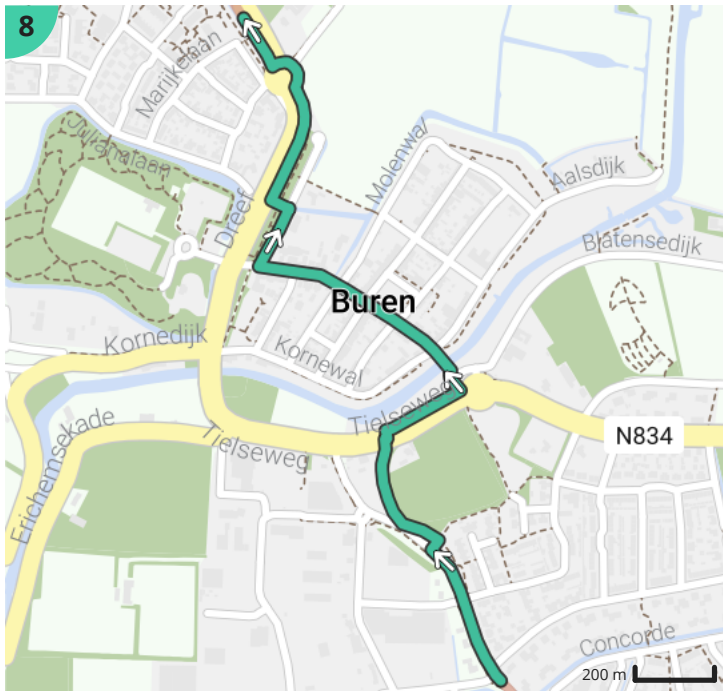 8
Marijkelaan
Julianalaan
Molenwal
Aalsdijk
Dreef
Blatensedijk
Buren
Kornedijk
Kornewal
Tielseweg
Tielseweg
N834
Erichemsekade
Concorde
200 m